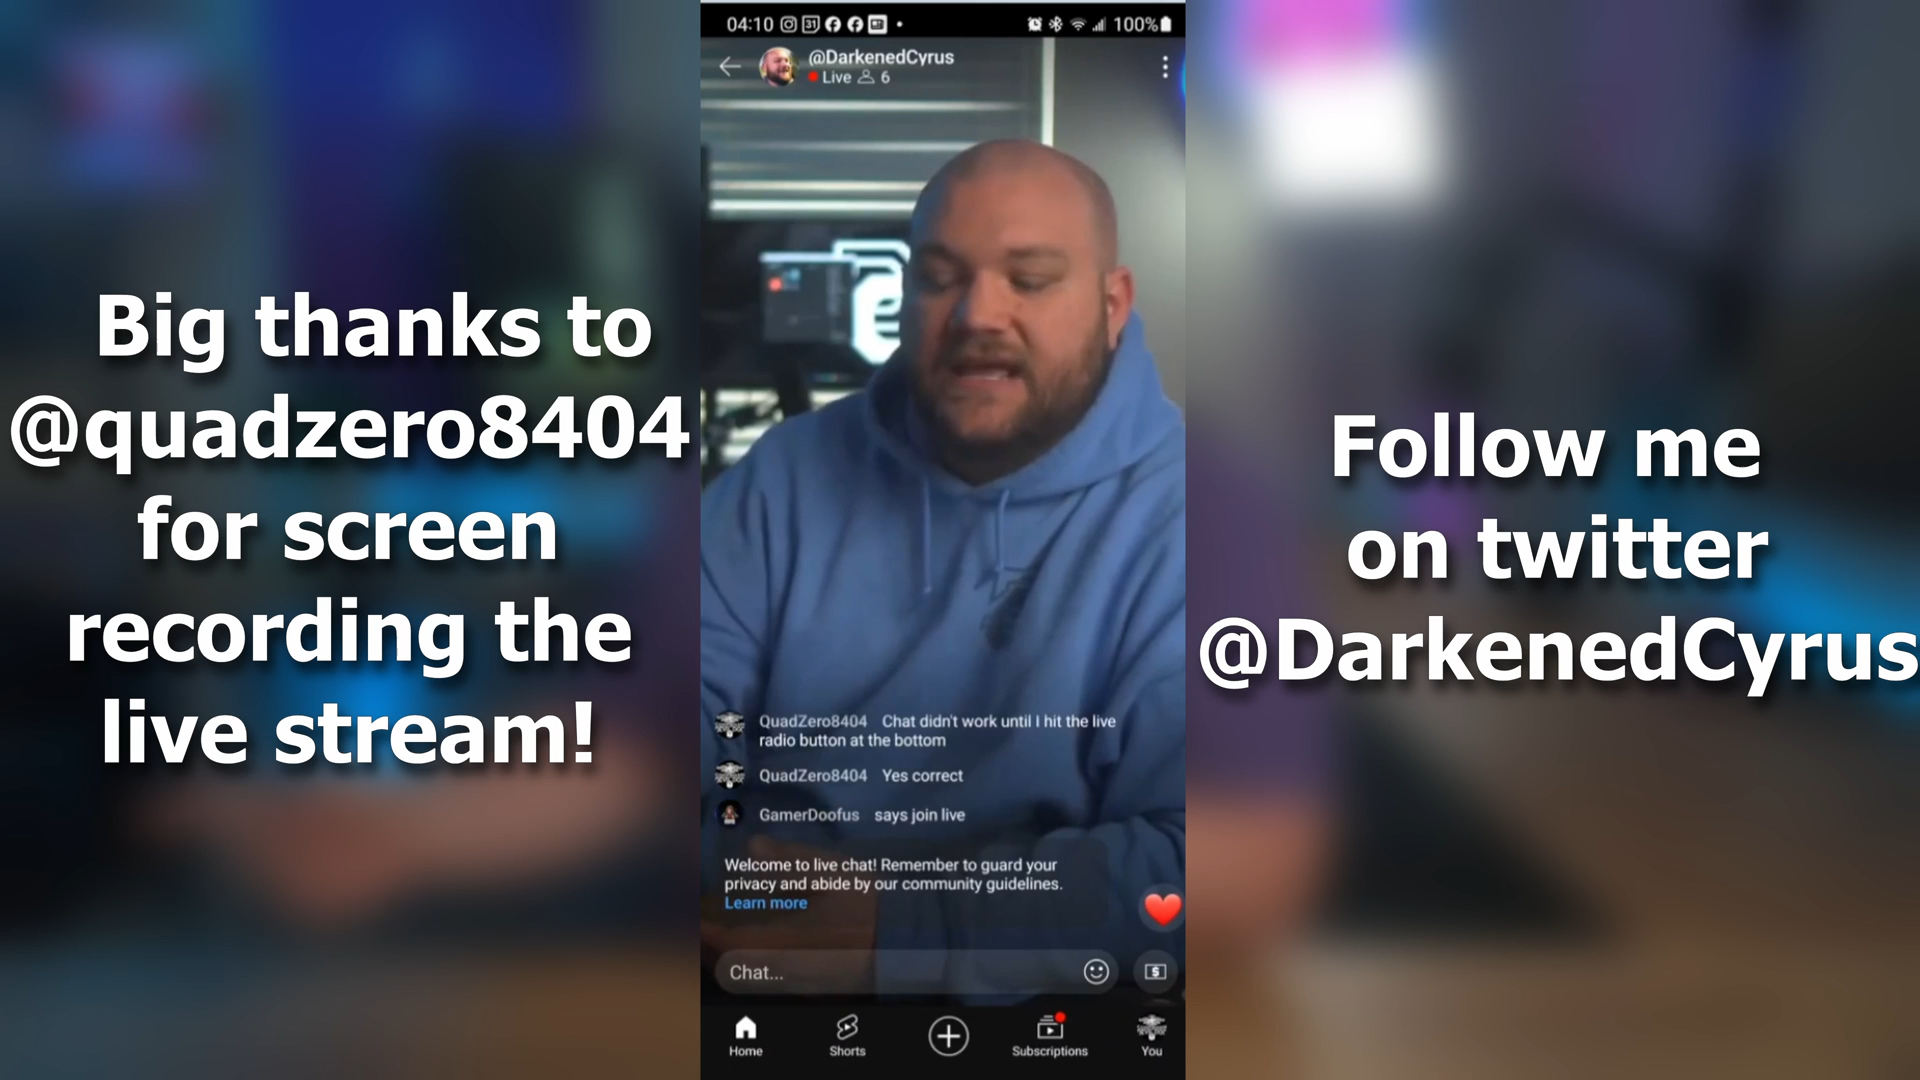 Big thanks to
@quadzero8404
for screen
recording the
live stream!
04:10 31 100%
@DarkenedCyrus
Live 6
QuadZero8404 Chat didn't work until I hit the live
radio button at the bottom
QuadZero8404 Yes correct
GamerDoofus says join live
Welcome to live chat! Remember to guard your
privacy and abide by our community guidelines.
Learn more
Chat...
Home Shorts Subscriptions You
Follow me
on twitter
@DarkenedCyrus